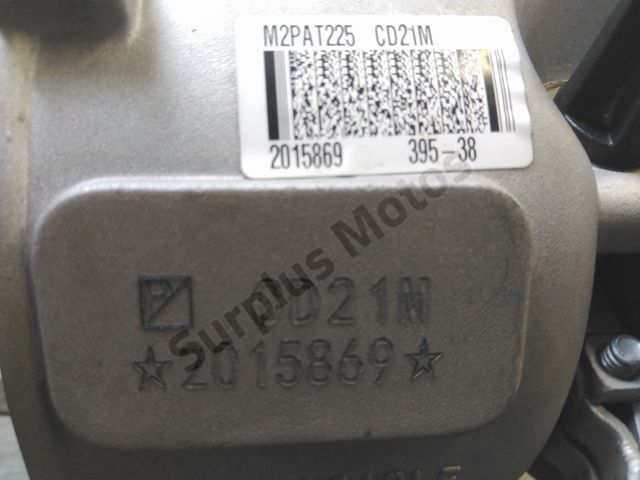 M2PAT225 CD21M
2015869 395-38
CD21M
☆2015869☆
Surplus Motos